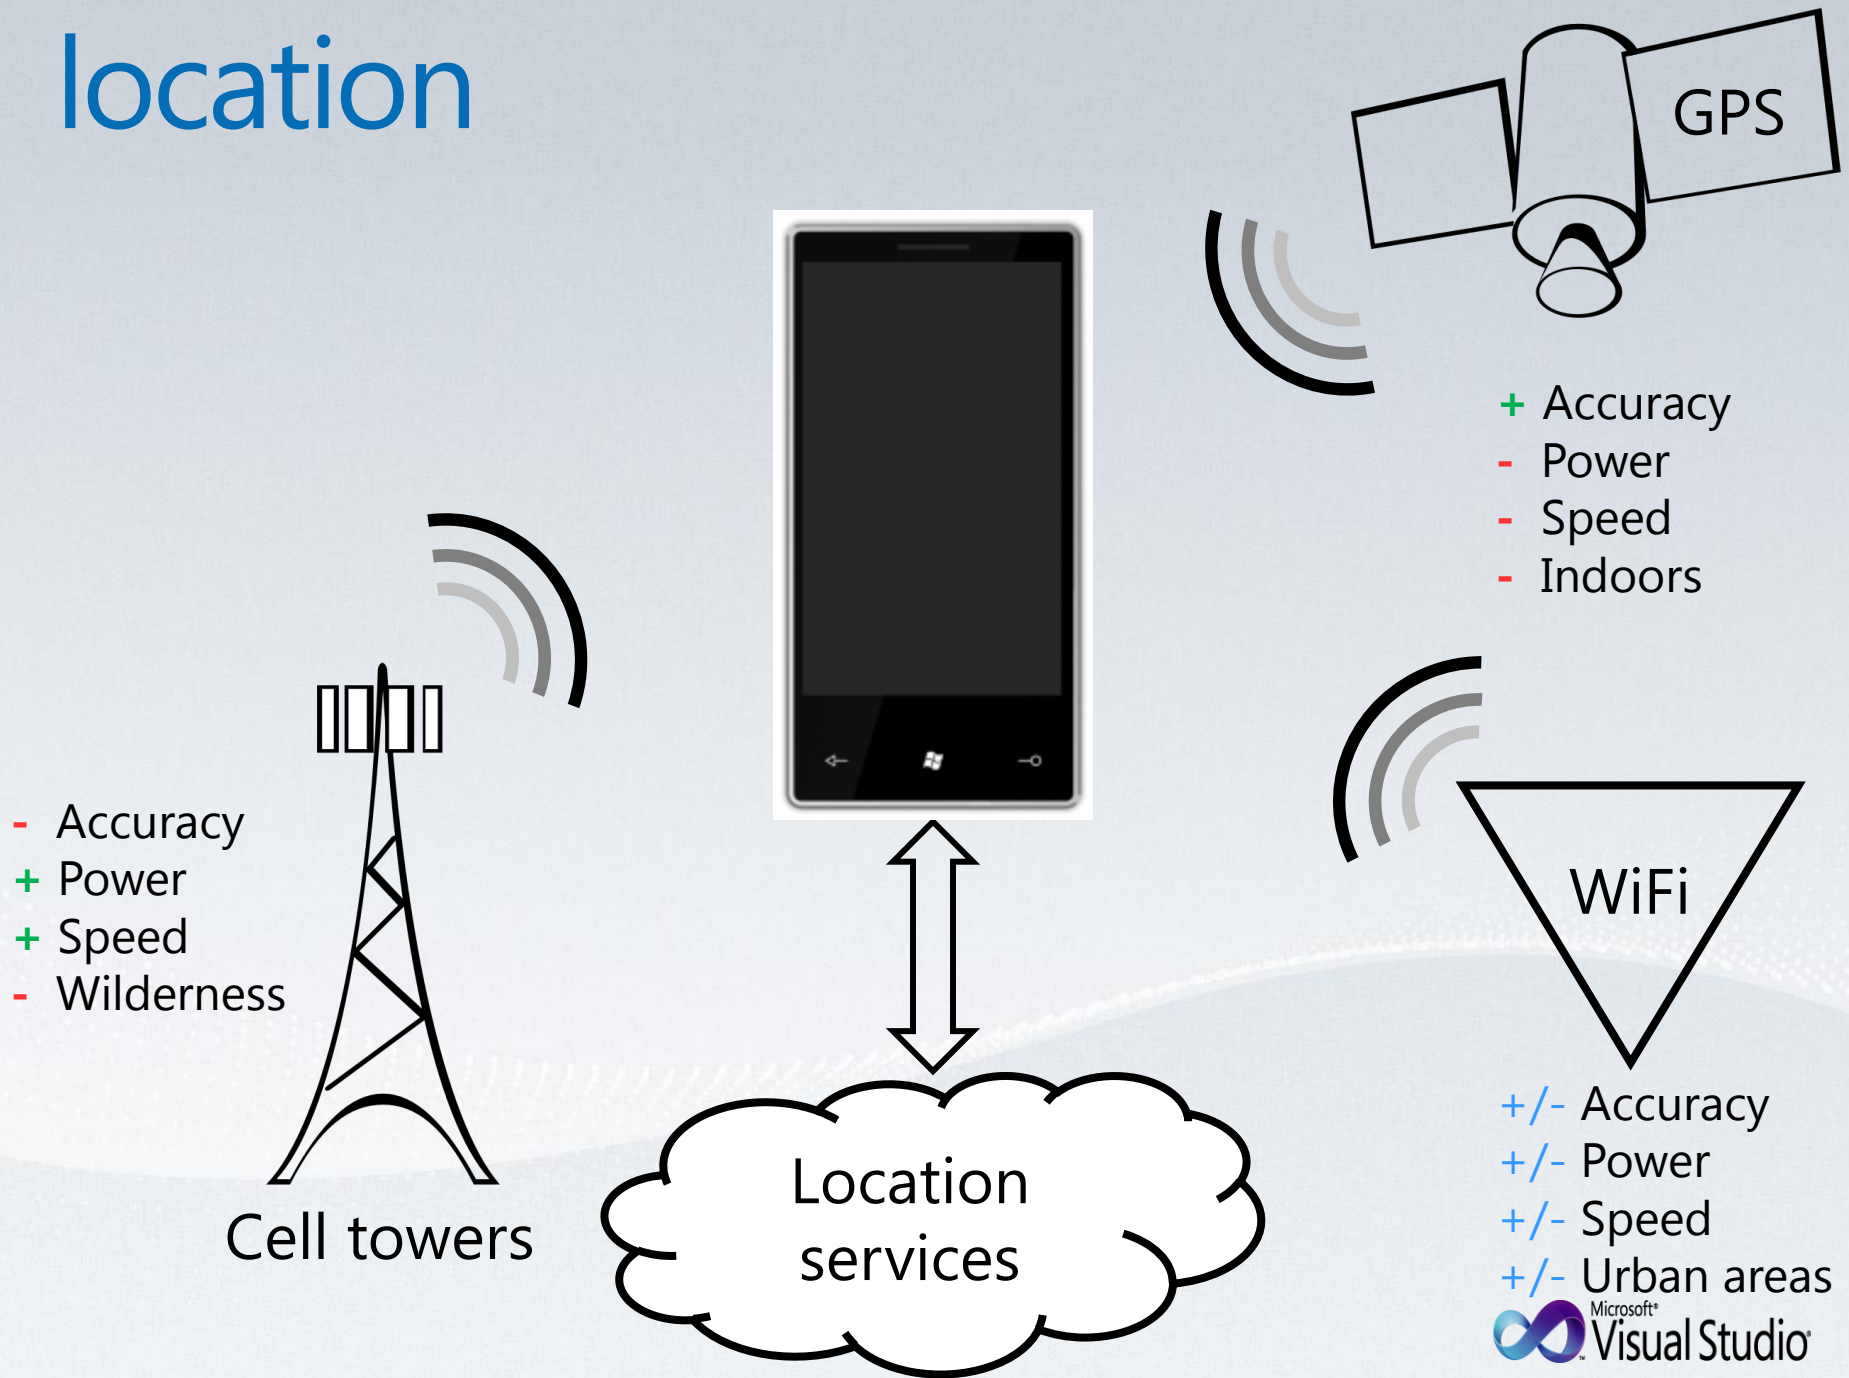 location
GPS
+ Accuracy
- Power
- Speed
- Indoors
- Accuracy
+ Power
+ Speed
- Wilderness
Cell towers
WiFi
+/- Accuracy
+/- Power
+/- Speed
+/- Urban areas
Location
services
Microsoft®
Visual Studio®